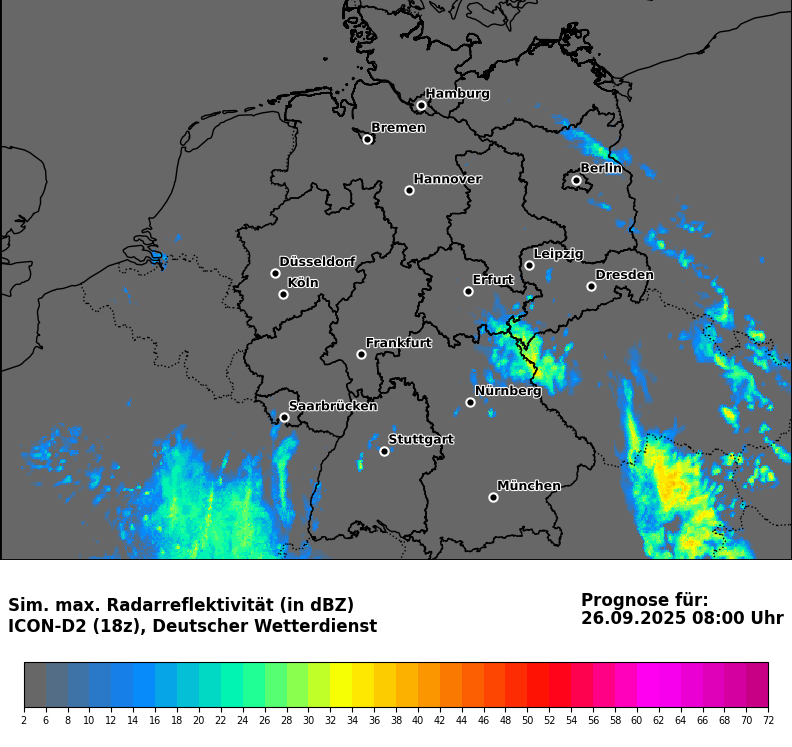 Hamburg
Bremen
Berlin
Hannover
Leipzig
Düsseldorf
Dresden
Köln
Erfurt
Frankfurt
Nürnberg
Saarbrücken
Stuttgart
München
Sim. max. Radarreflektivität (in dBZ)
ICON-D2 (18z), Deutscher Wetterdienst
Prognose für:
26.09.2025 08:00 Uhr
2 6 8 10 12 14 16 18 20 22 24 26 28 30 32 34 36 38 40 42 44 46 48 50 52 54 56 58 60 62 64 66 68 70 72